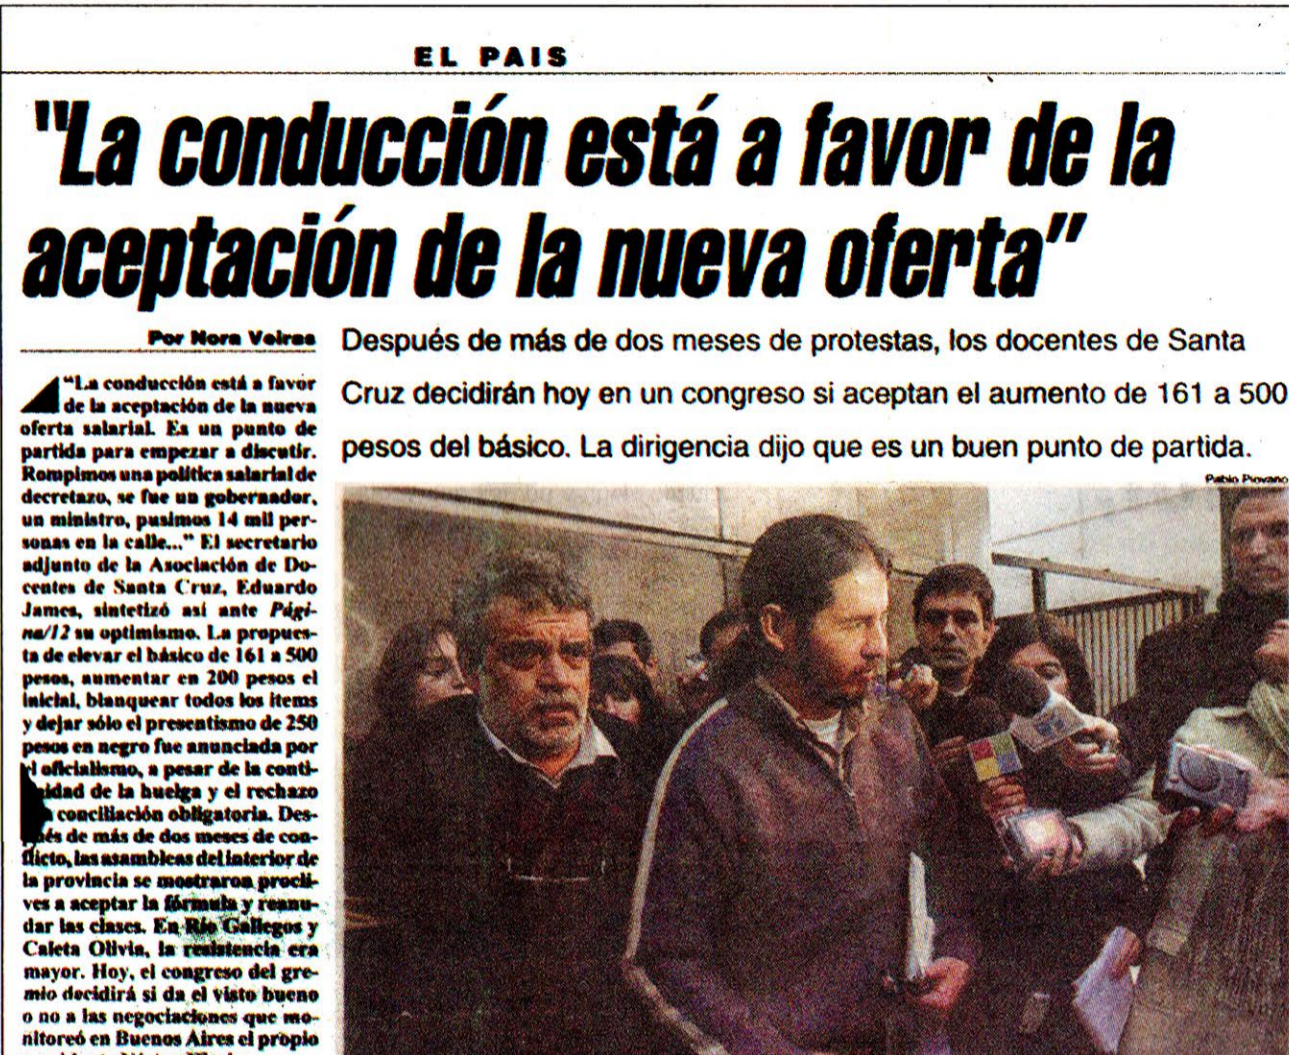 EL PAIS
"La conducción está a favor de la
aceptación de la nueva oferta"
Por Nora Veiras
Después de más de dos meses de protestas, los docentes de Santa
Cruz decidirán hoy en un congreso si aceptan el aumento de 161 a 500
pesos del básico. La dirigencia dijo que es un buen punto de partida.
Pablo Piovano
"La conducción está a favor
de la aceptación de la nueva
oferta salarial. Es un punto de
partida para empezar a discutir.
Rompimos una política salarial de
decretazo, se fue un gobernador,
un ministro, pusimos 14 mil per-
sonas en la calle..." El secretario
adjunto de la Asociación de Do-
centes de Santa Cruz, Eduardo
James, sintetizó así ante Pági-
na/12 su optimismo. La propues-
ta de elevar el básico de 161 a 500
pesos, aumentar en 200 pesos el
inicial, blanquear todos los ítems
y dejar sólo el presentismo de 250
pesos en negro fue anunciada por
el oficialismo, a pesar de la conti-
nuidad de la huelga y el rechazo
conciliación obligatoria. Des-
pués de más de dos meses de con-
flicto, las asambleas del interior de
la provincia se mostraron procli-
ves a aceptar la fórmula y reanu-
dar las clases. En Río Gallegos y
Caleta Olivia, la resistencia era
mayor. Hoy, el congreso del gre-
mio decidirá si da el visto bueno
o no a las negociaciones que mo-
nitoreó en Buenos Aires el propio